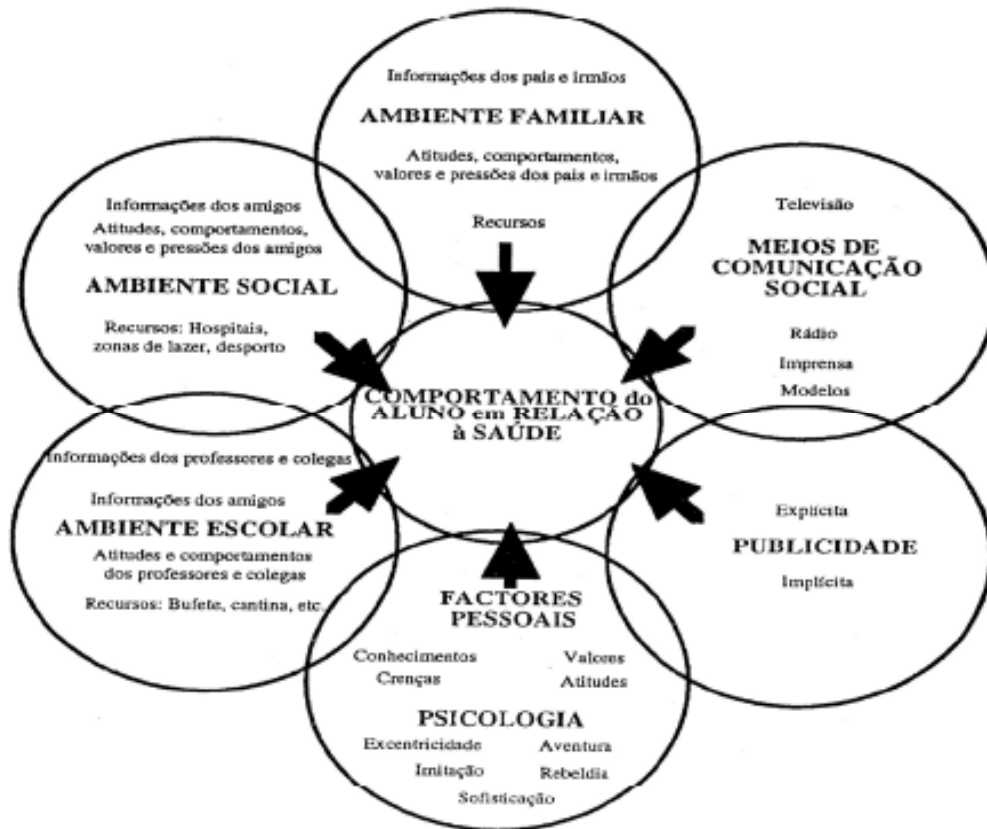 Informações dos pais e irmãos
AMBIENTE FAMILIAR
Atitudes, comportamentos,
valores e pressões dos pais e irmãos
Recursos
Informações dos amigos
Atitudes, comportamentos,
valores e pressões dos amigos
AMBIENTE SOCIAL
Recursos: Hospitais,
zonas de lazer, desporto
Televisão
MEIOS DE
COMUNICAÇÃO
SOCIAL
Rádio
Imprensa
Modelos
COMPORTAMENTO do
ALUNO em RELAÇÃO
à SAÚDE
Informações dos professores e colegas
Informações dos amigos
AMBIENTE ESCOLAR
Atitudes e comportamentos
dos professores e colegas
Recursos: Bufete, cantina, etc.
Explícita
PUBLICIDADE
Implícita
FACTORES
PESSOAIS
Conhecimentos Valores
Crenças Atitudes
PSICOLOGIA
Excentricidade Aventura
Imitação Rebeldia
Sofisticação